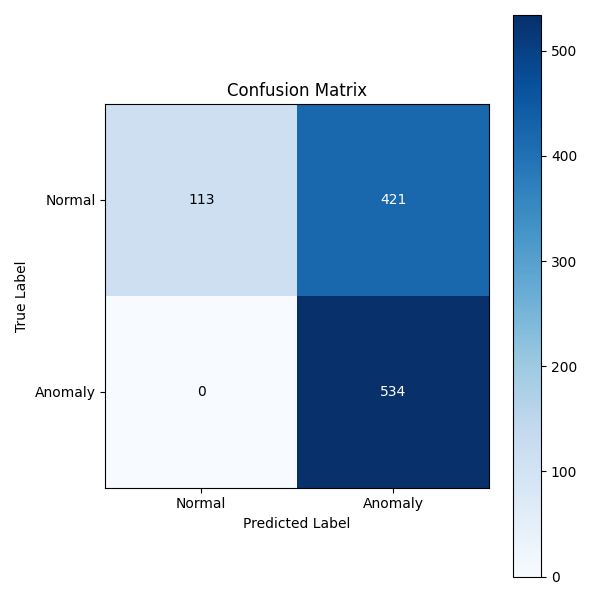 Confusion Matrix
True Label
Normal
Anomaly
113
421
0
534
Normal
Anomaly
Predicted Label
500
400
300
200
100
0